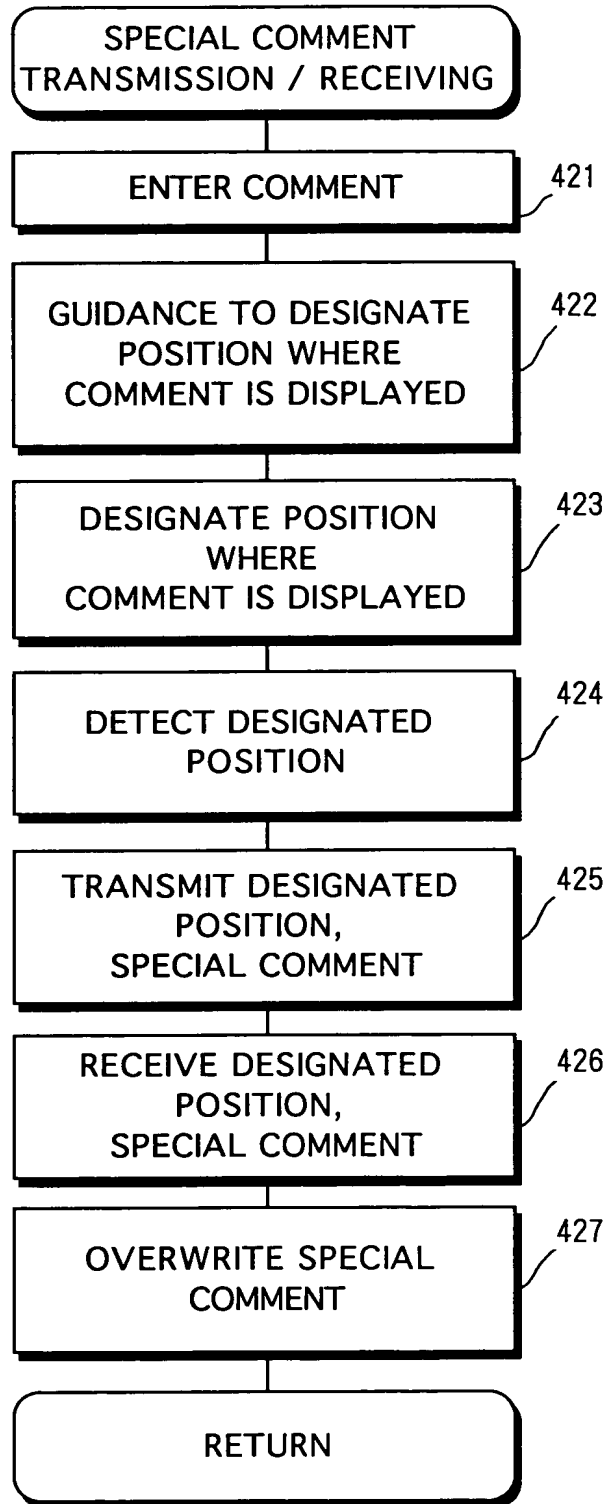 SPECIAL COMMENT
TRANSMISSION / RECEIVING
ENTER COMMENT
421
GUIDANCE TO DESIGNATE
POSITION WHERE
COMMENT IS DISPLAYED
422
DESIGNATE POSITION
WHERE
COMMENT IS DISPLAYED
423
DETECT DESIGNATED
POSITION
424
TRANSMIT DESIGNATED
POSITION,
SPECIAL COMMENT
425
RECEIVE DESIGNATED
POSITION,
SPECIAL COMMENT
426
OVERWRITE SPECIAL
COMMENT
427
RETURN